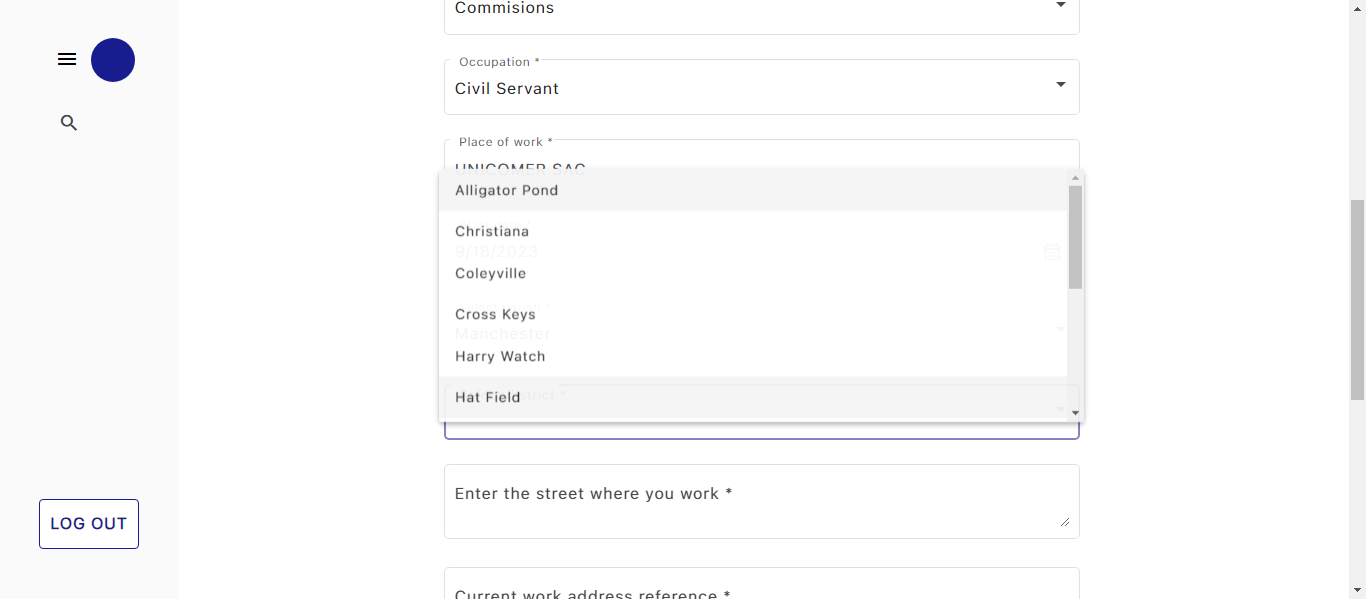 Commisions
Occupation *
Civil Servant
Place of work *
UNICOMER SAC
Alligator Pond
Christiana
9/18/2023
Coleyville
Cross Keys
Manchester
Harry Watch
Hat Field
LOG OUT
Enter the street where you work *
Current work address reference *